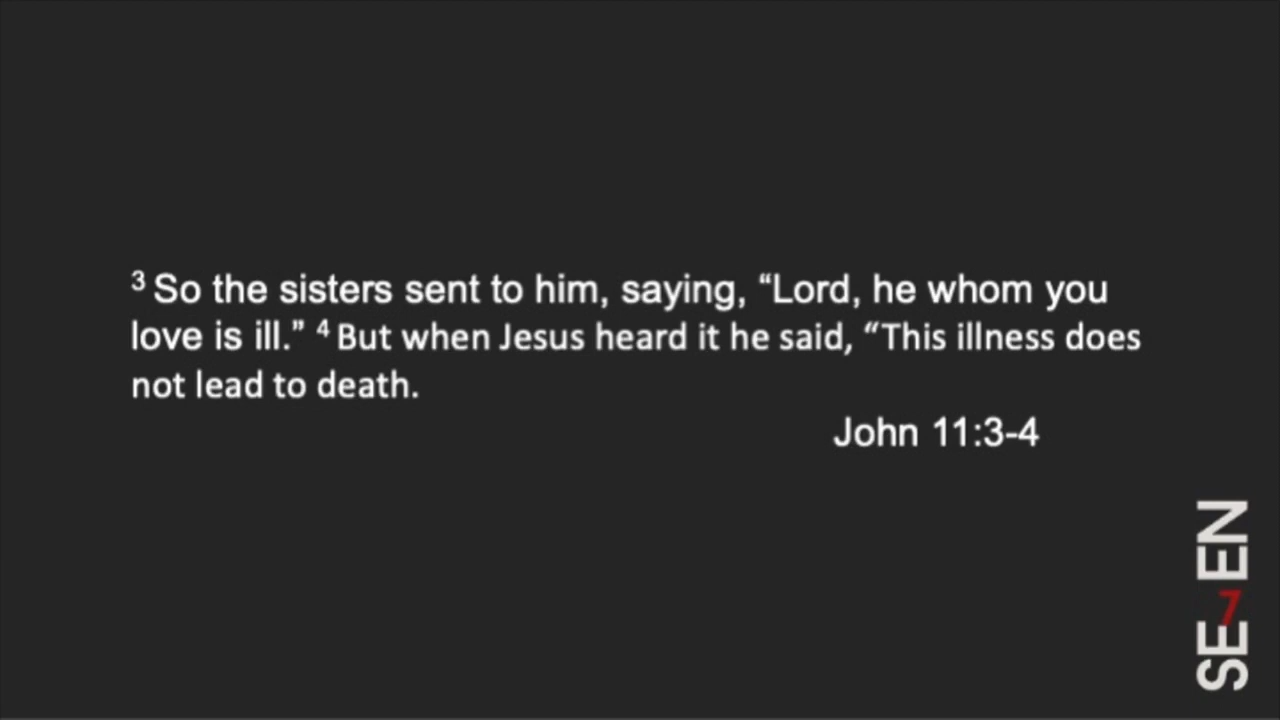 ³ So the sisters sent to him, saying, “Lord, he whom you
love is ill.” ⁴ But when Jesus heard it he said, “This illness does
not lead to death.
John 11:3-4
SE7EN